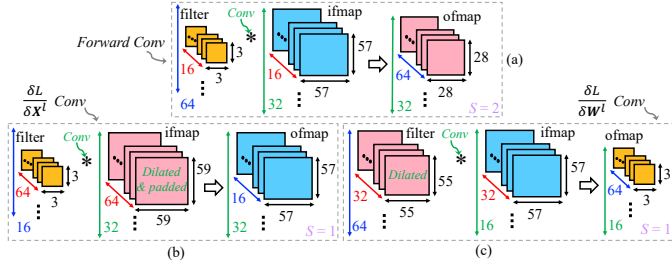 filter
Conv
*
ifmap
ofmap
Forward Conv
3
3
16
64
57
57
16
32
28
28
64
32
(a)
S = 2
δL
δXˡ
Conv
filter
Conv
*
ifmap
ofmap
3
3
64
16
Dilated
& padded
59
59
64
32
57
57
16
32
S = 1
(b)
δL
δWˡ
Conv
filter
Conv
*
ifmap
ofmap
Dilated
55
55
32
64
57
57
32
16
3
3
64
16
S = 1
(c)